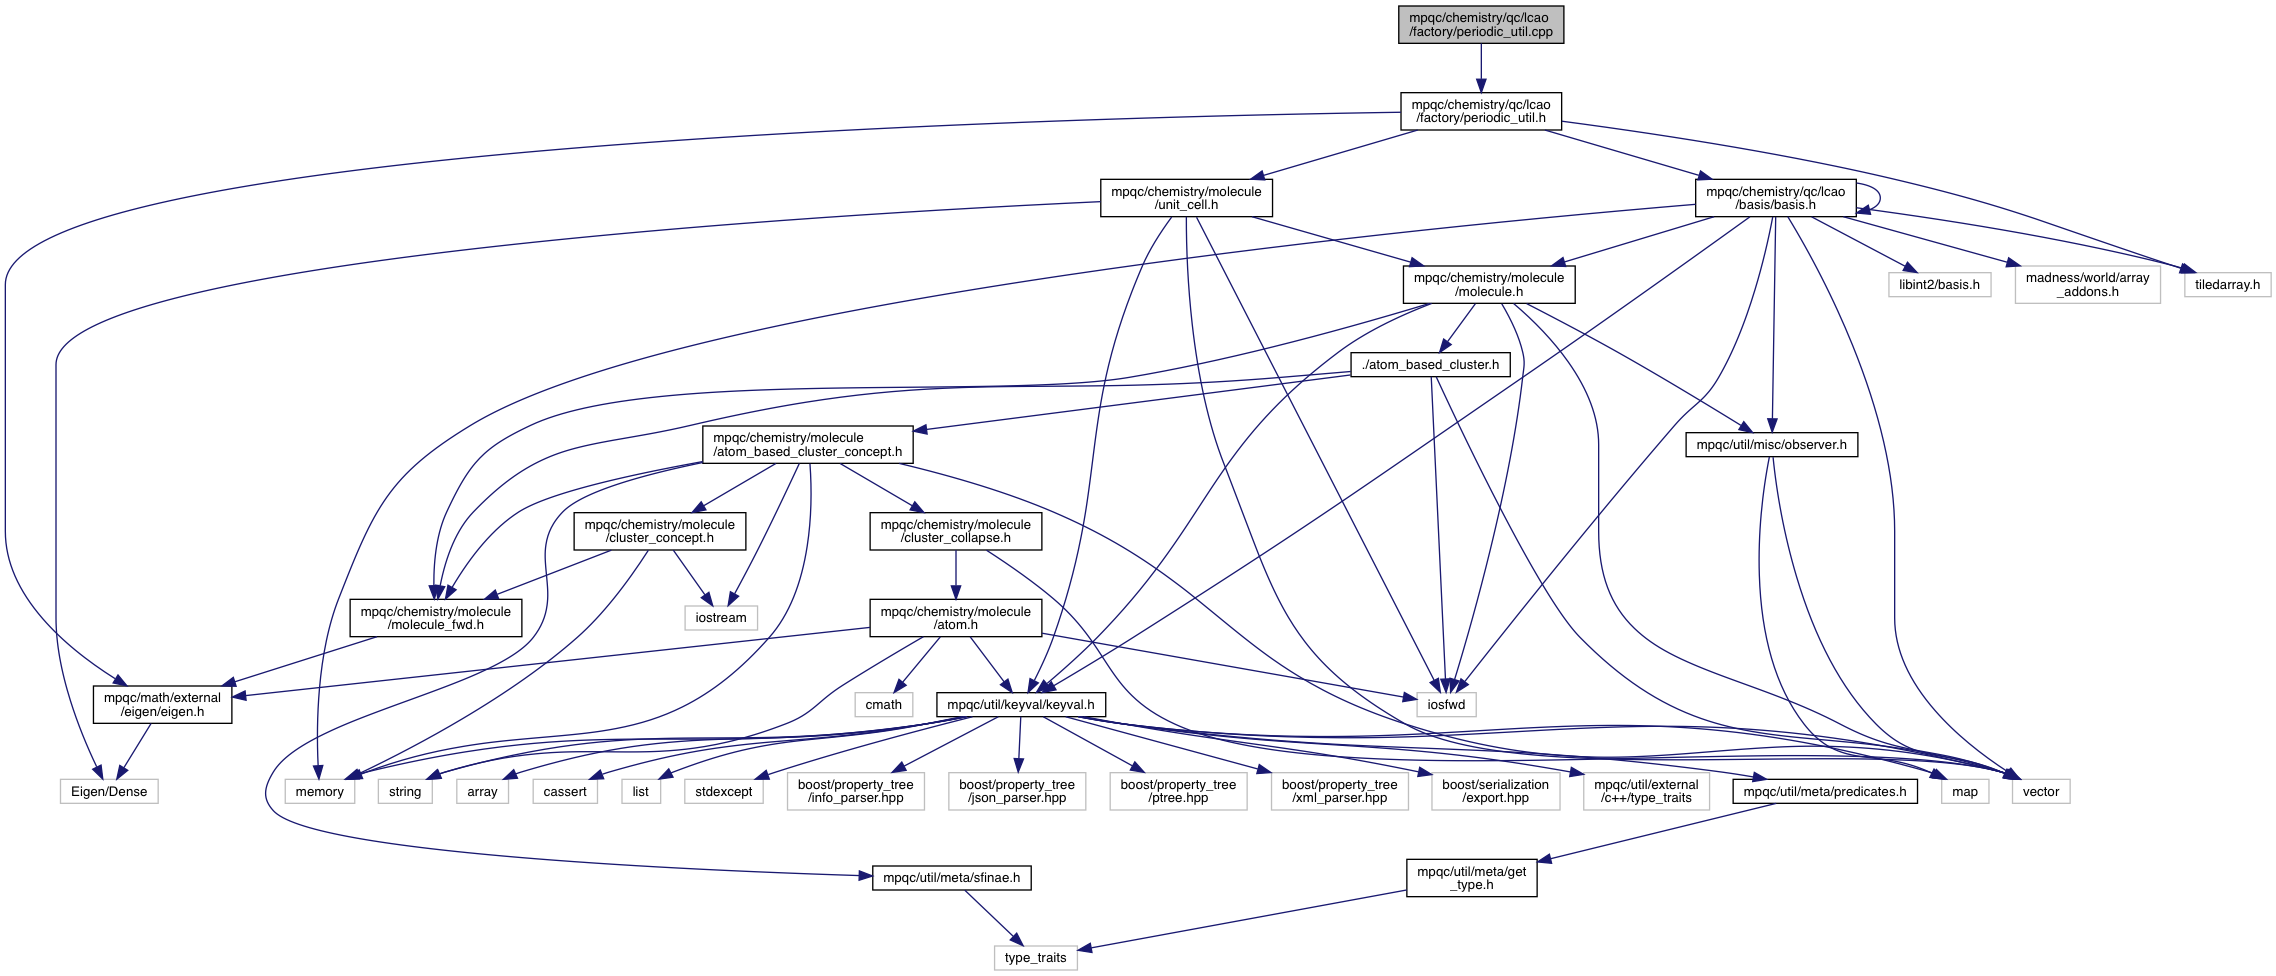 mpqc/chemistry/qc/lcao
/factory/periodic_util.cpp
mpqc/chemistry/qc/lcao
/factory/periodic_util.h
mpqc/chemistry/molecule
/unit_cell.h
mpqc/chemistry/qc/lcao
/basis/basis.h
mpqc/chemistry/molecule
/molecule.h
libint2/basis.h
madness/world/array
_addons.h
tiledarray.h
./atom_based_cluster.h
mpqc/chemistry/molecule
/atom_based_cluster_concept.h
mpqc/util/misc/observer.h
mpqc/chemistry/molecule
/cluster_concept.h
mpqc/chemistry/molecule
/cluster_collapse.h
mpqc/chemistry/molecule
/molecule_fwd.h
iostream
mpqc/chemistry/molecule
/atom.h
mpqc/math/external
/eigen/eigen.h
cmath
mpqc/util/keyval/keyval.h
iosfwd
Eigen/Dense
memory
string
array
cassert
list
stdexcept
boost/property_tree
/info_parser.hpp
boost/property_tree
/json_parser.hpp
boost/property_tree
/ptree.hpp
boost/property_tree
/xml_parser.hpp
boost/serialization
/export.hpp
mpqc/util/external
/c++/type_traits
mpqc/util/meta/predicates.h
map
vector
mpqc/util/meta/sfinae.h
mpqc/util/meta/get
_type.h
type_traits